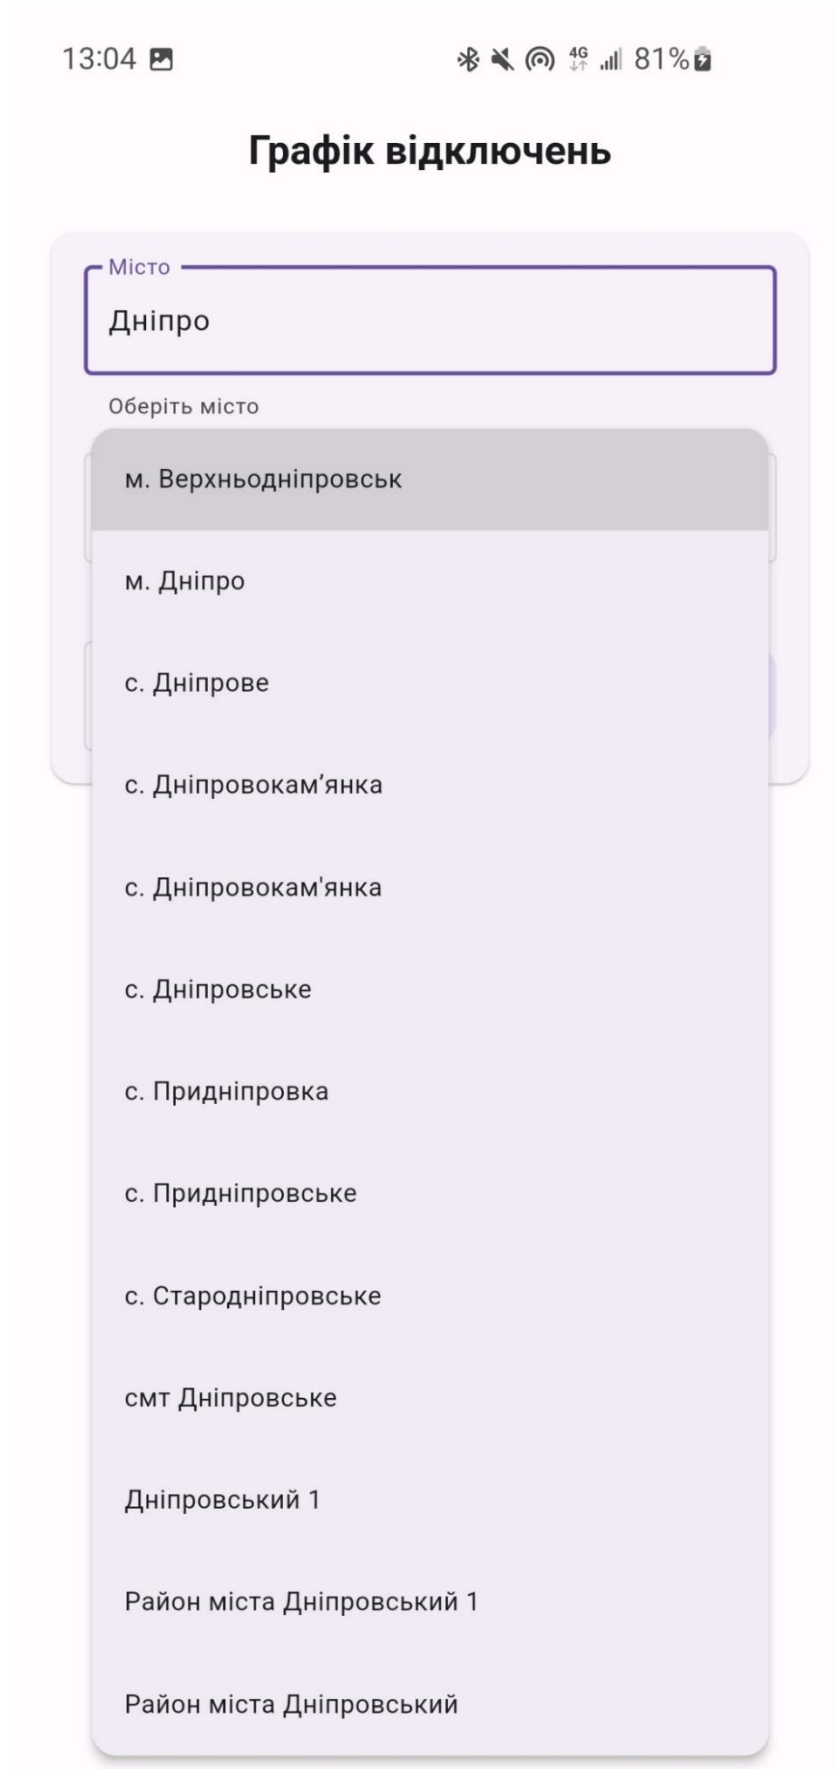 13:04
4G
81%
Графік відключень
Місто
Дніпро
Оберіть місто
м. Верхньодніпровськ
м. Дніпро
с. Дніпрове
с. Дніпровокам’янка
с. Дніпровокам'янка
с. Дніпровське
с. Придніпровка
с. Придніпровське
с. Стародніпровське
смт Дніпровське
Дніпровський 1
Район міста Дніпровський 1
Район міста Дніпровський